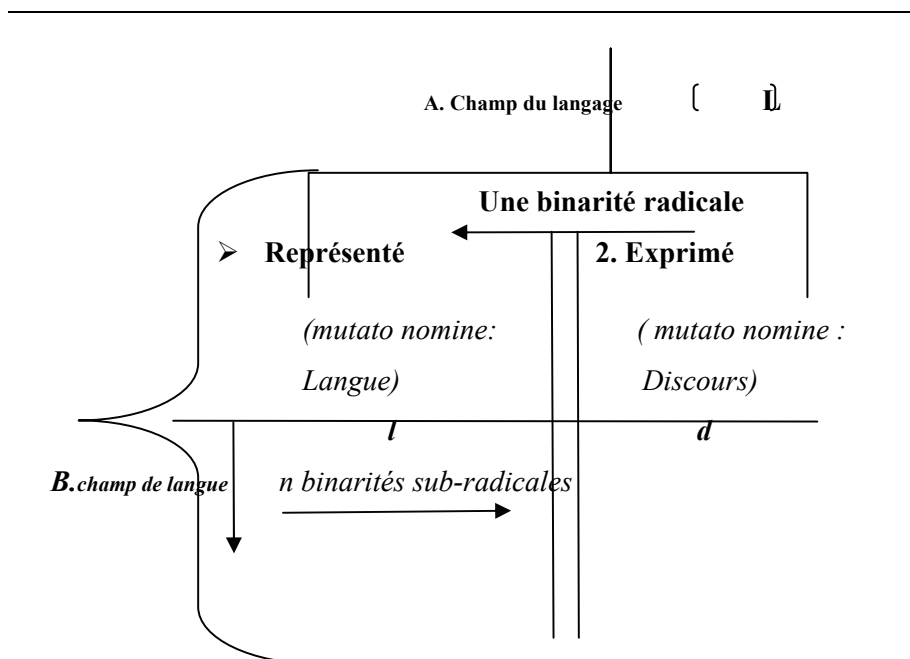 A. Champ du langage ( L )
Une binarité radicale
➢ Représenté 2. Exprimé
(mutato nomine: ( mutato nomine :
Langue) Discours)
l d
B.champ de langue n binarités sub-radicales